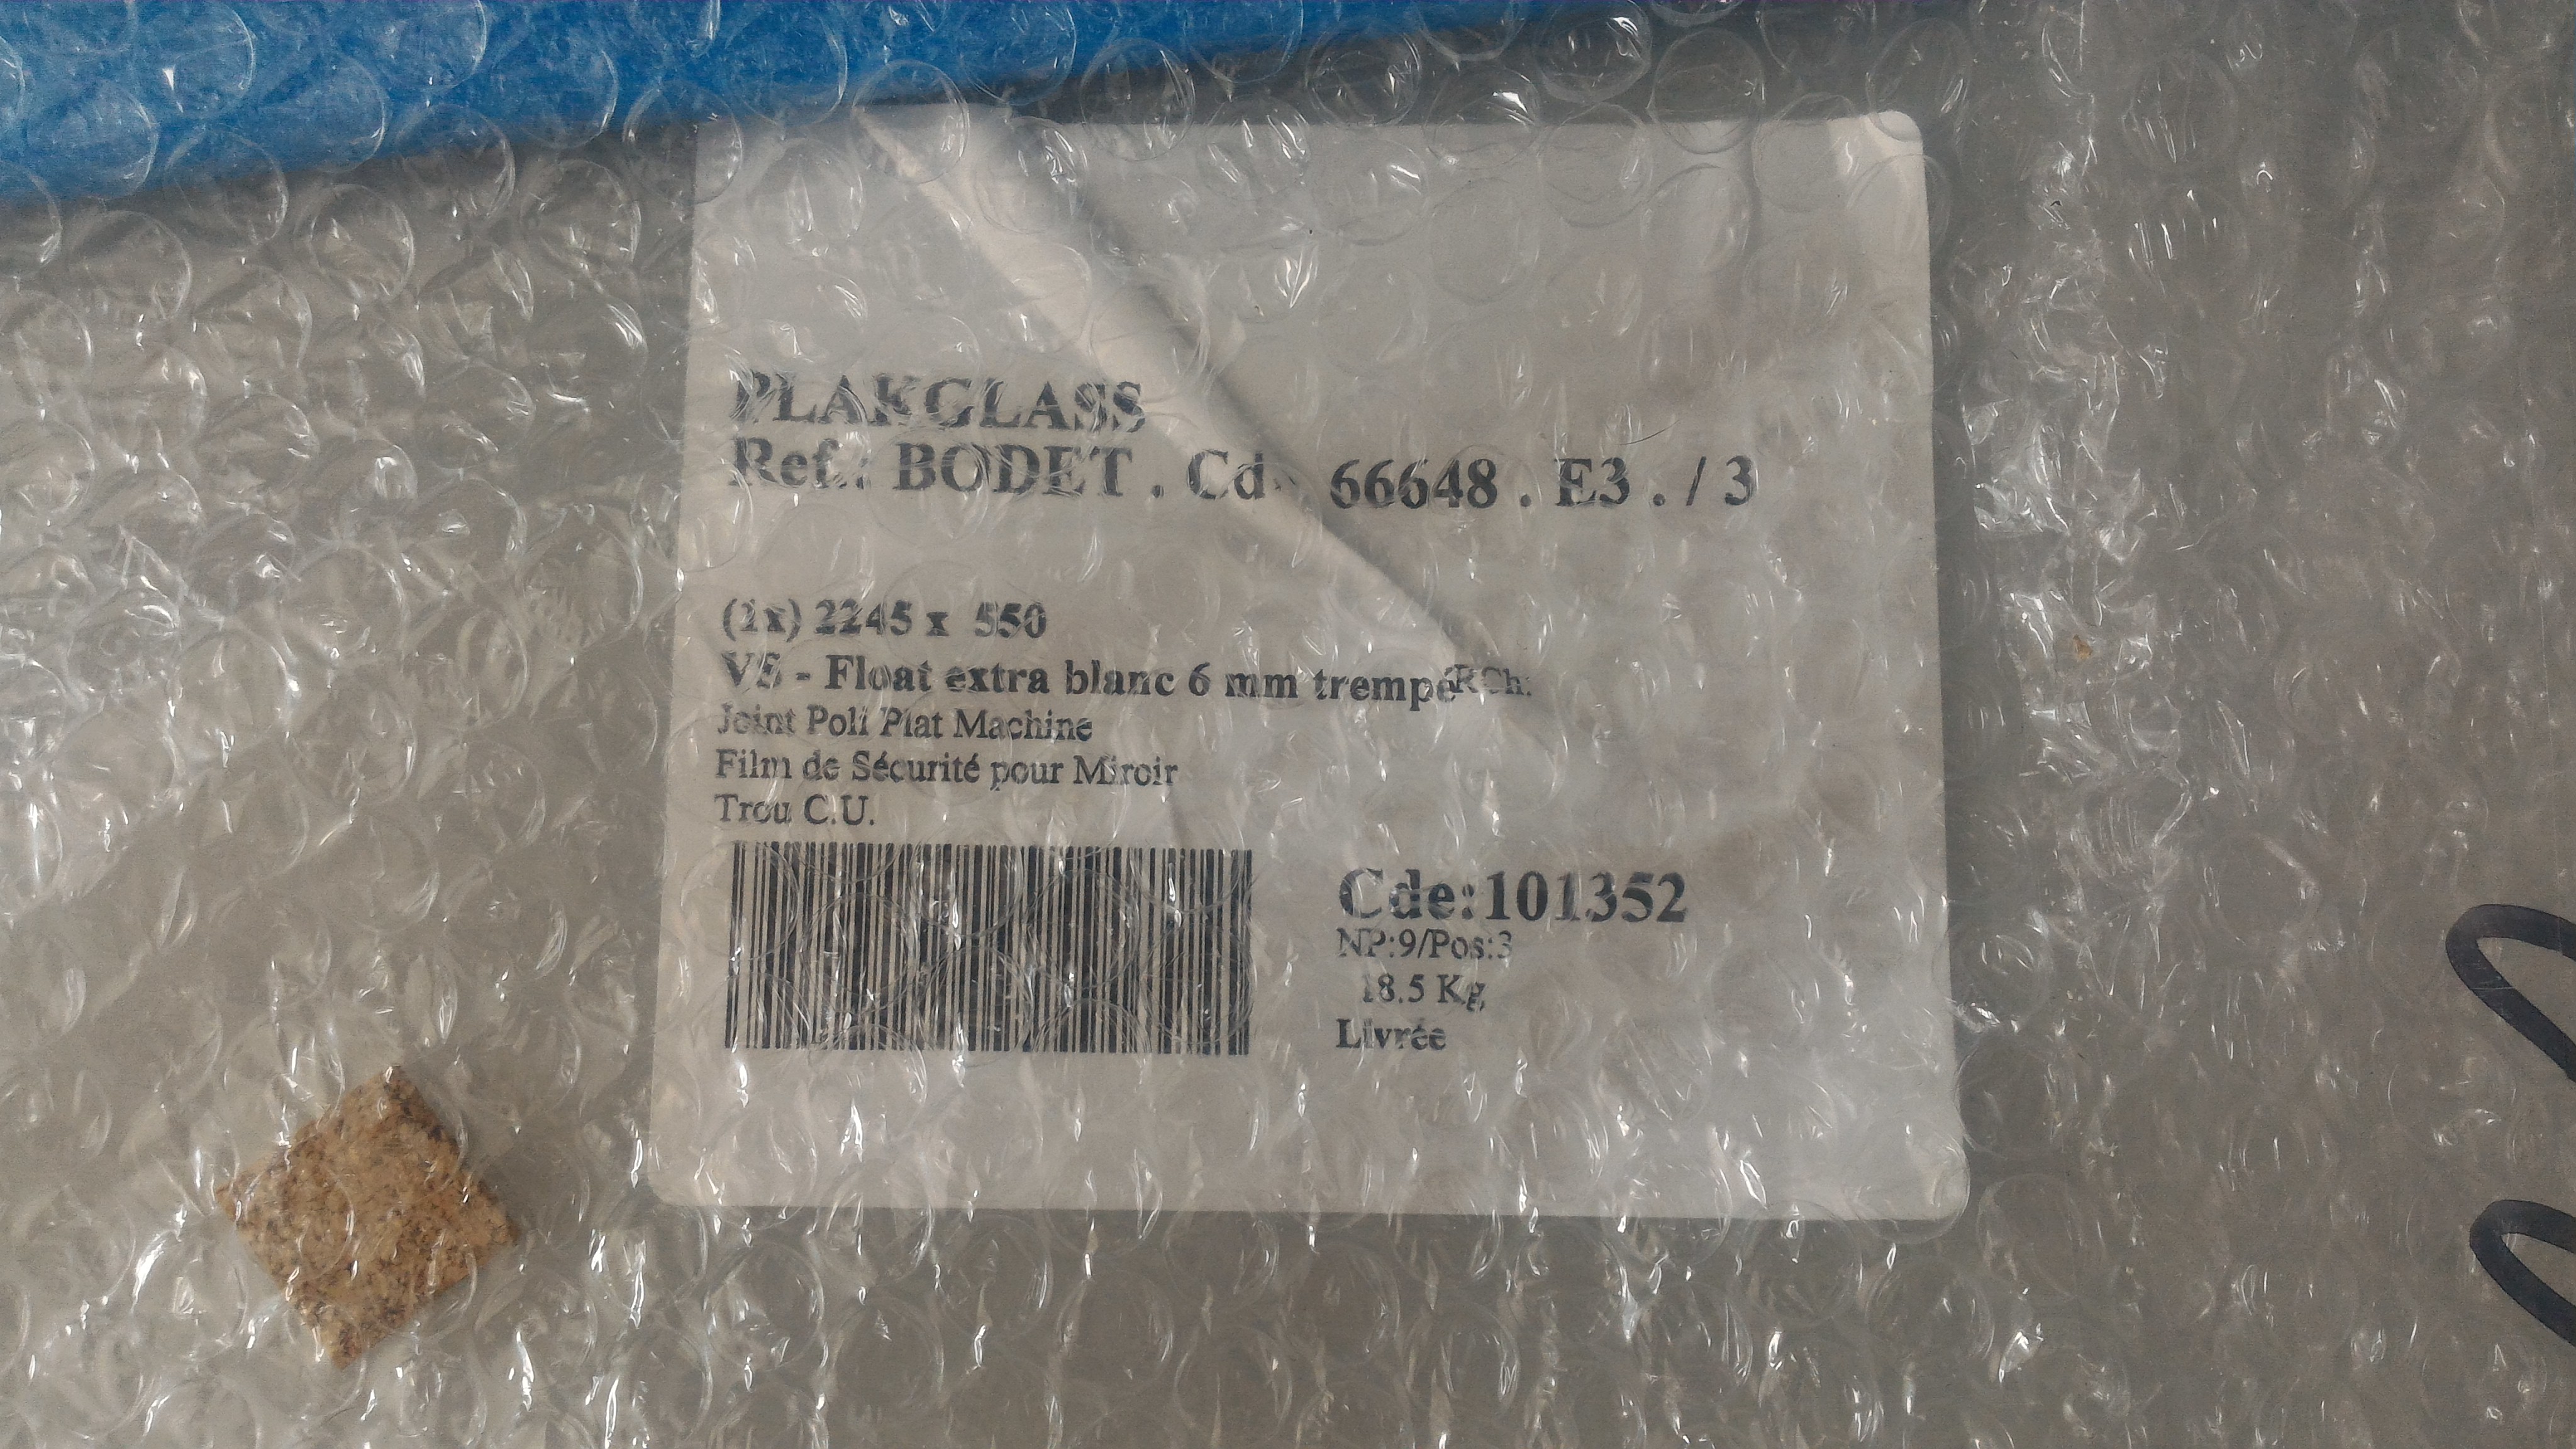 PLAKGLASS
Ref.: BODET . Cd 66648 . E3 . / 3
(1x) 2245 x 550
V5 - Float extra blanc 6 mm trempé
Joint Poli Plat Machine
Film de Sécurité pour Miroir
Trou C.U.
Cde:101352
NP:9/Pos:3
18.5 Kg
Livrée